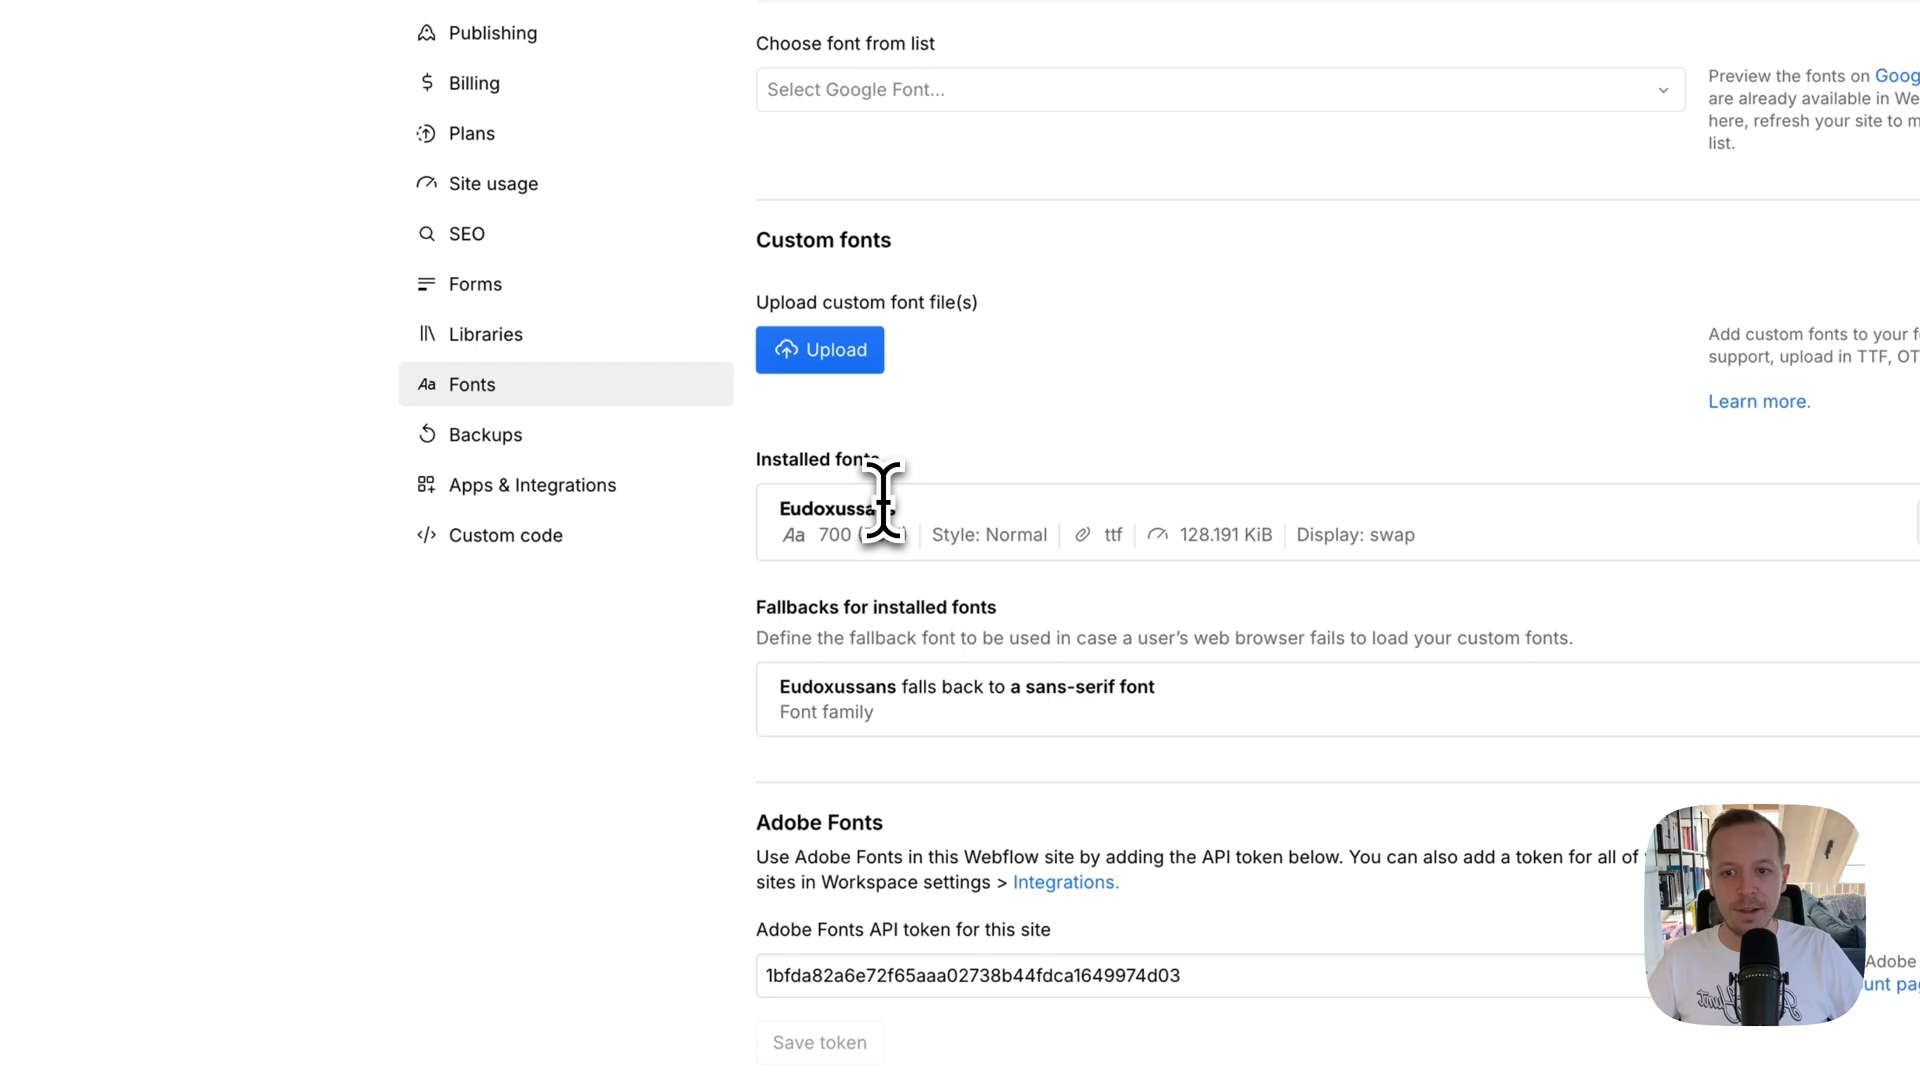 Publishing
Billing
Plans
Site usage
SEO
Forms
Libraries
Aa Fonts
Backups
Apps & Integrations
Custom code
Choose font from list
Select Google Font...
Preview the fonts on Goog
are already available in We
here, refresh your site to m
list.
Custom fonts
Upload custom font file(s)
Upload
Add custom fonts to your f
support, upload in TTF, OT
Learn more.
Installed fonts
Eudoxussans
Aa 700 Style: Normal ttf 128.191 KiB Display: swap
Fallbacks for installed fonts
Define the fallback font to be used in case a user's web browser fails to load your custom fonts.
Eudoxussans falls back to a sans-serif font
Font family
Adobe Fonts
Use Adobe Fonts in this Webflow site by adding the API token below. You can also add a token for all of
sites in Workspace settings > Integrations.
Adobe Fonts API token for this site
1bfda82a6e72f65aaa02738b44fdca1649974d03
Adobe
unt pa
Save token